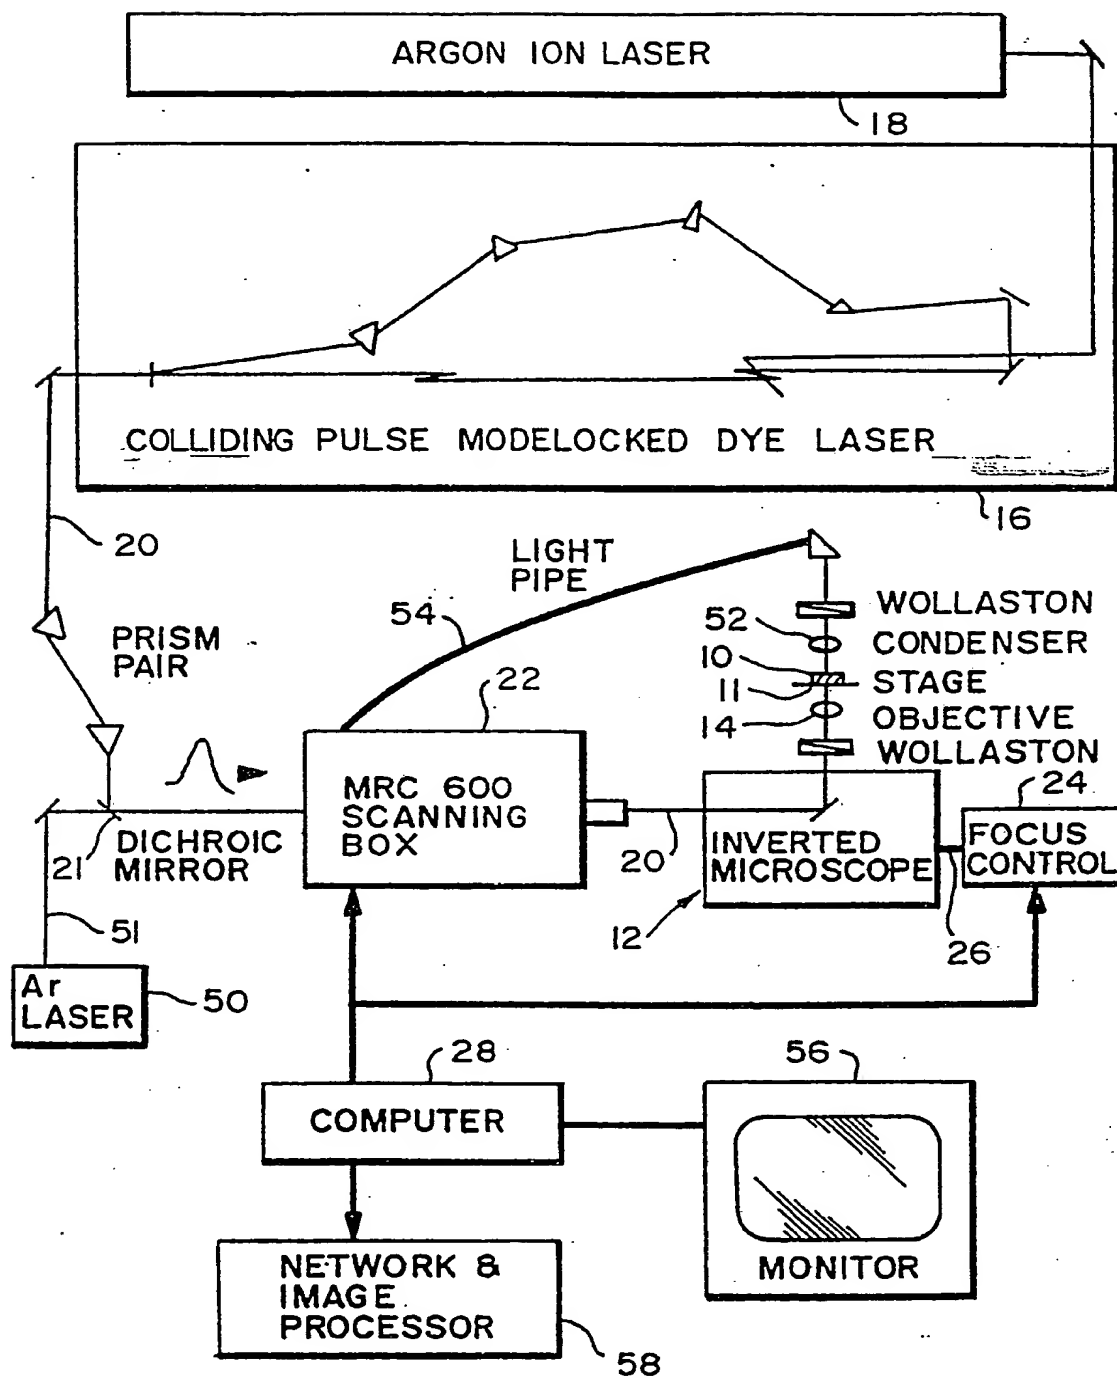 ARGON ION LASER
18
COLLIDING PULSE MODELOCKED DYE LASER
16
20
LIGHT
PIPE
PRISM
PAIR
54
WOLLASTON
52
CONDENSER
10
11
STAGE
14
OBJECTIVE
WOLLASTON
22
MRC 600
SCANNING
BOX
24
FOCUS
CONTROL
INVERTED
MICROSCOPE
20
12
26
21
DICHROIC
MIRROR
51
Ar
LASER
50
28
COMPUTER
56
MONITOR
NETWORK &
IMAGE
PROCESSOR
58